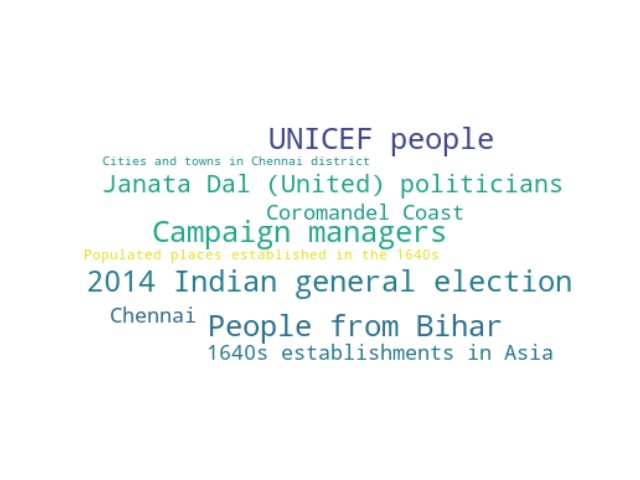 UNICEF people
Cities and towns in Chennai district
Janata Dal (United) politicians
Coromandel Coast
Campaign managers
Populated places established in the 1640s
2014 Indian general election
Chennai
People from Bihar
1640s establishments in Asia